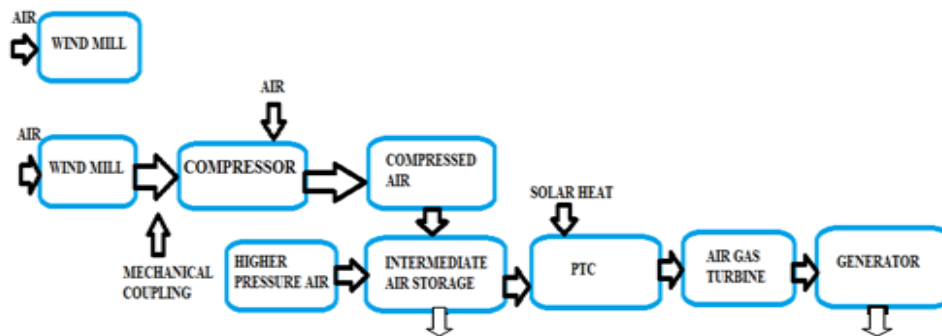 AIR
WIND MILL
AIR
AIR
WIND MILL
COMPRESSOR
COMPRESSED
AIR
SOLAR HEAT
MECHANICAL
COUPLING
HIGHER
PRESSURE AIR
INTERMEDIATE
AIR STORAGE
PTC
AIR GAS
TURBINE
GENERATOR